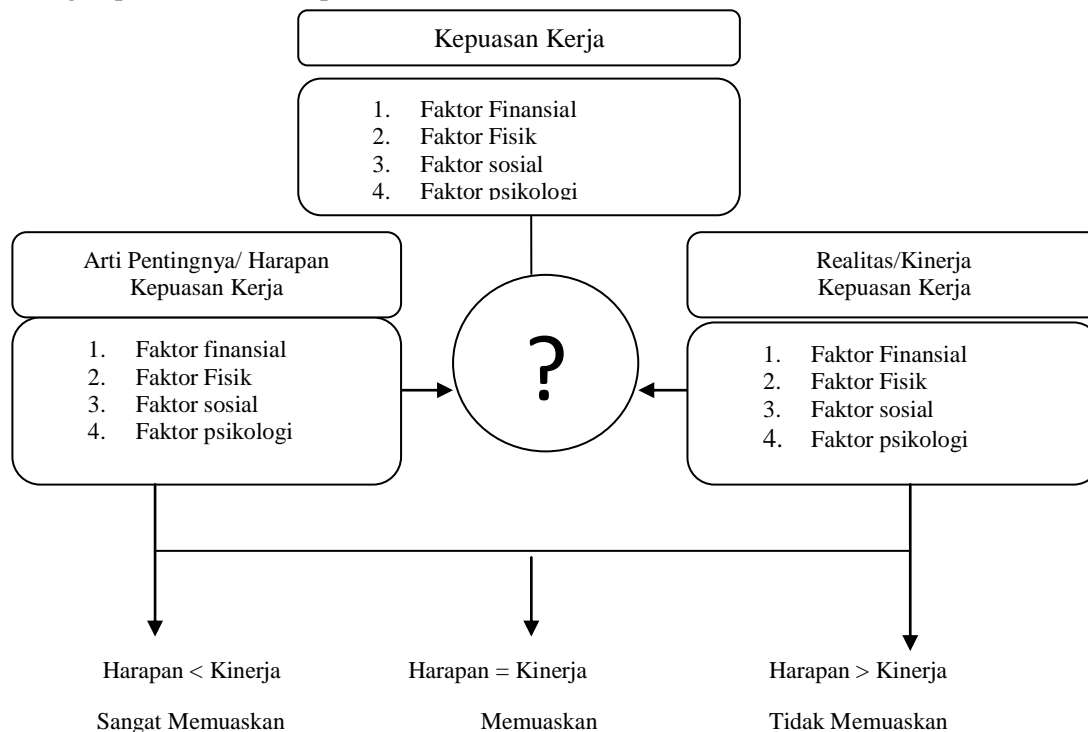 Kepuasan Kerja
1. Faktor Finansial
2. Faktor Fisik
3. Faktor sosial
4. Faktor psikologi
Arti Pentingnya/ Harapan
Kepuasan Kerja
1. Faktor finansial
2. Faktor Fisik
3. Faktor sosial
4. Faktor psikologi
?
Realitas/Kinerja
Kepuasan Kerja
1. Faktor Finansial
2. Faktor Fisik
3. Faktor sosial
4. Faktor psikologi
Harapan < Kinerja
Sangat Memuaskan
Harapan = Kinerja
Memuaskan
Harapan > Kinerja
Tidak Memuaskan